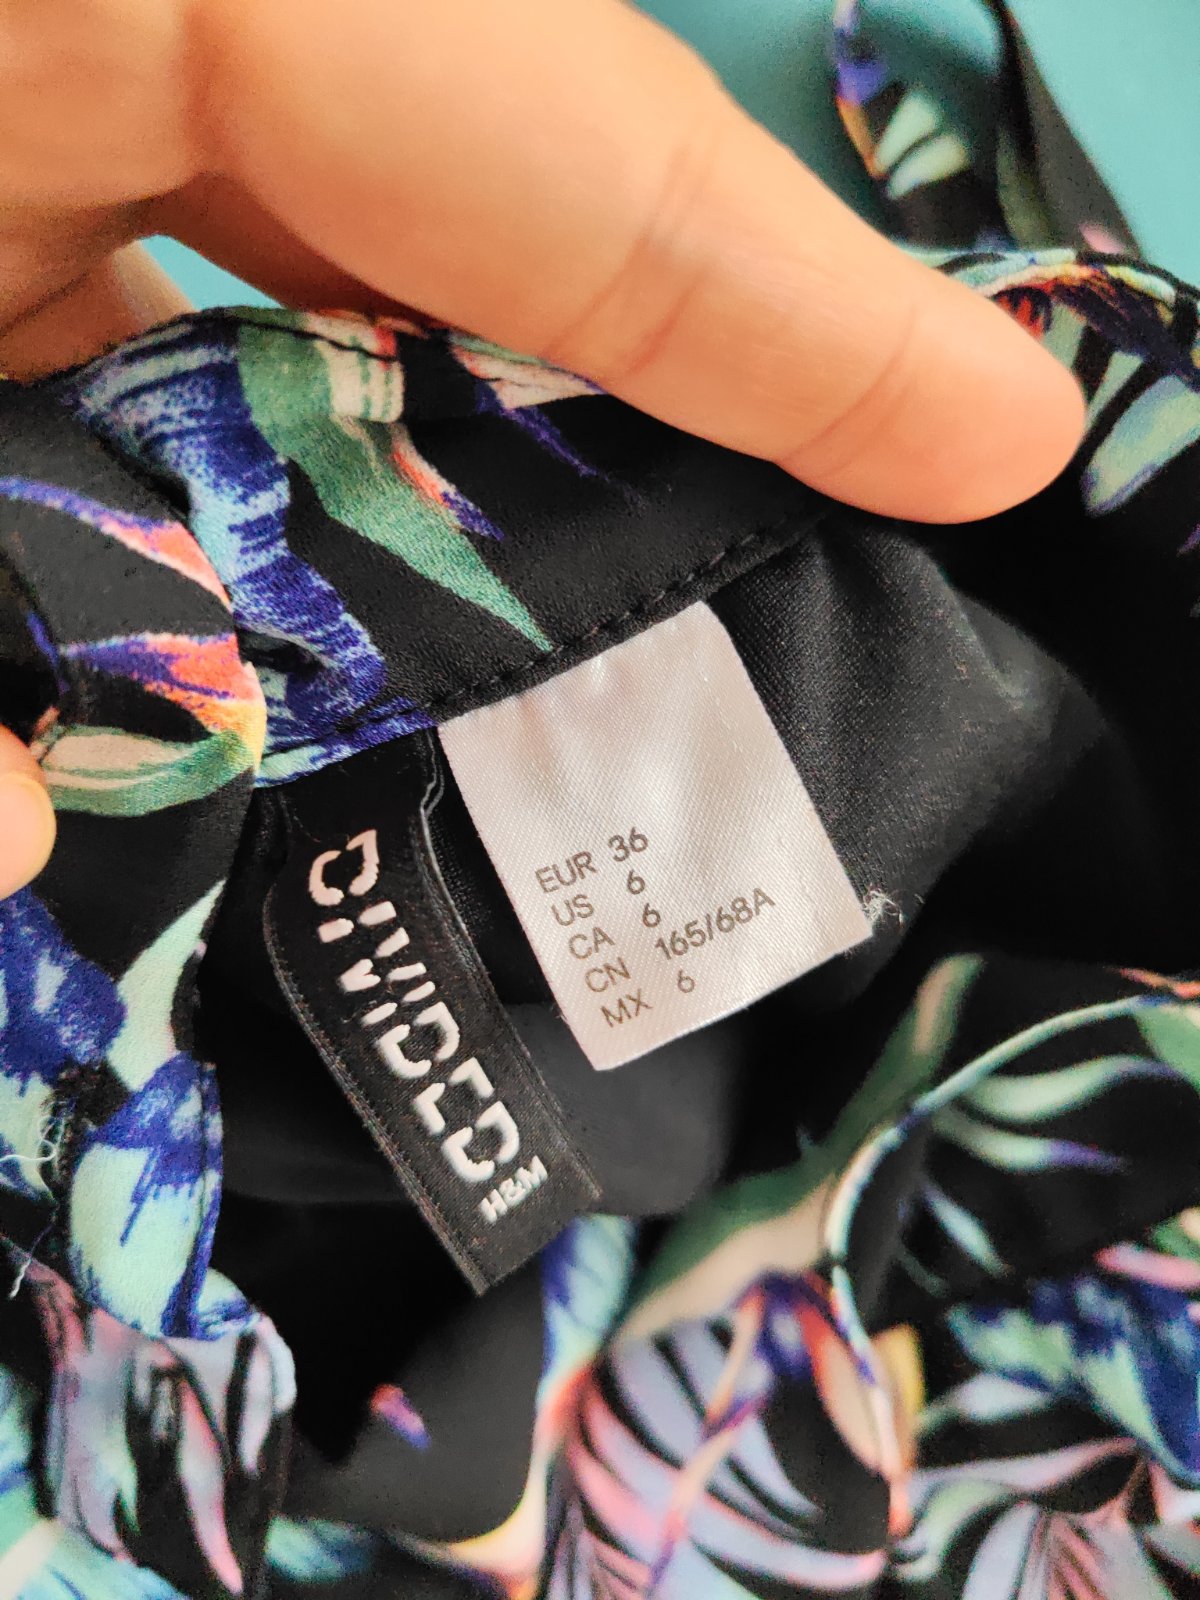 EUR 36
US 6
CA 6
CN 165/68A
MX 6
DIVIDED
H&M